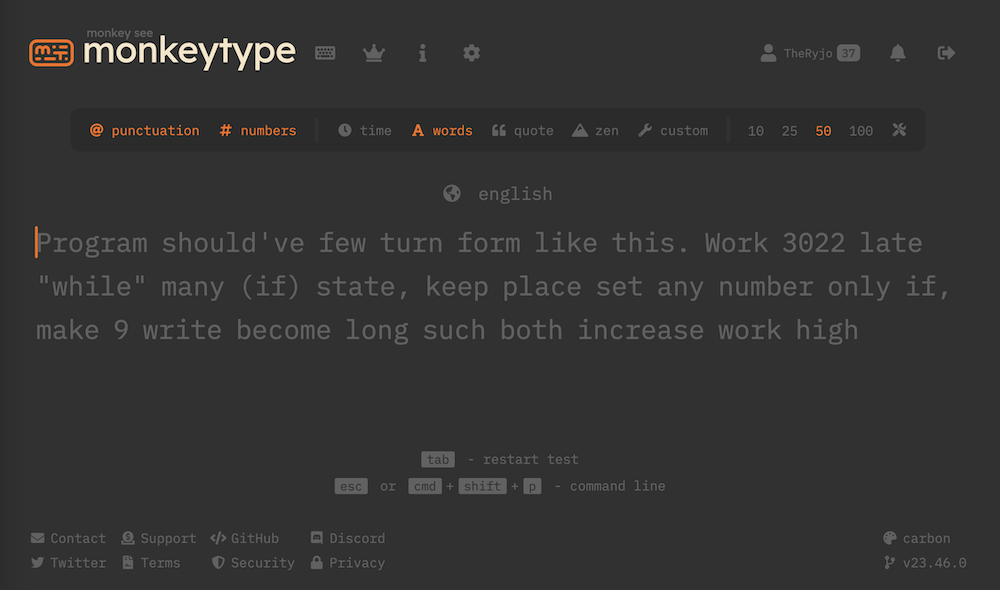 monkey see
monkeytype
TheRyjo 37
@ punctuation # numbers time A words quote zen custom 10 25 50 100
english
Program should've few turn form like this. Work 3022 late
"while" many (if) state, keep place set any number only if,
make 9 write become long such both increase work high
tab - restart test
esc or cmd + shift + p - command line
Contact Support GitHub Discord carbon
Twitter Terms Security Privacy v23.46.0